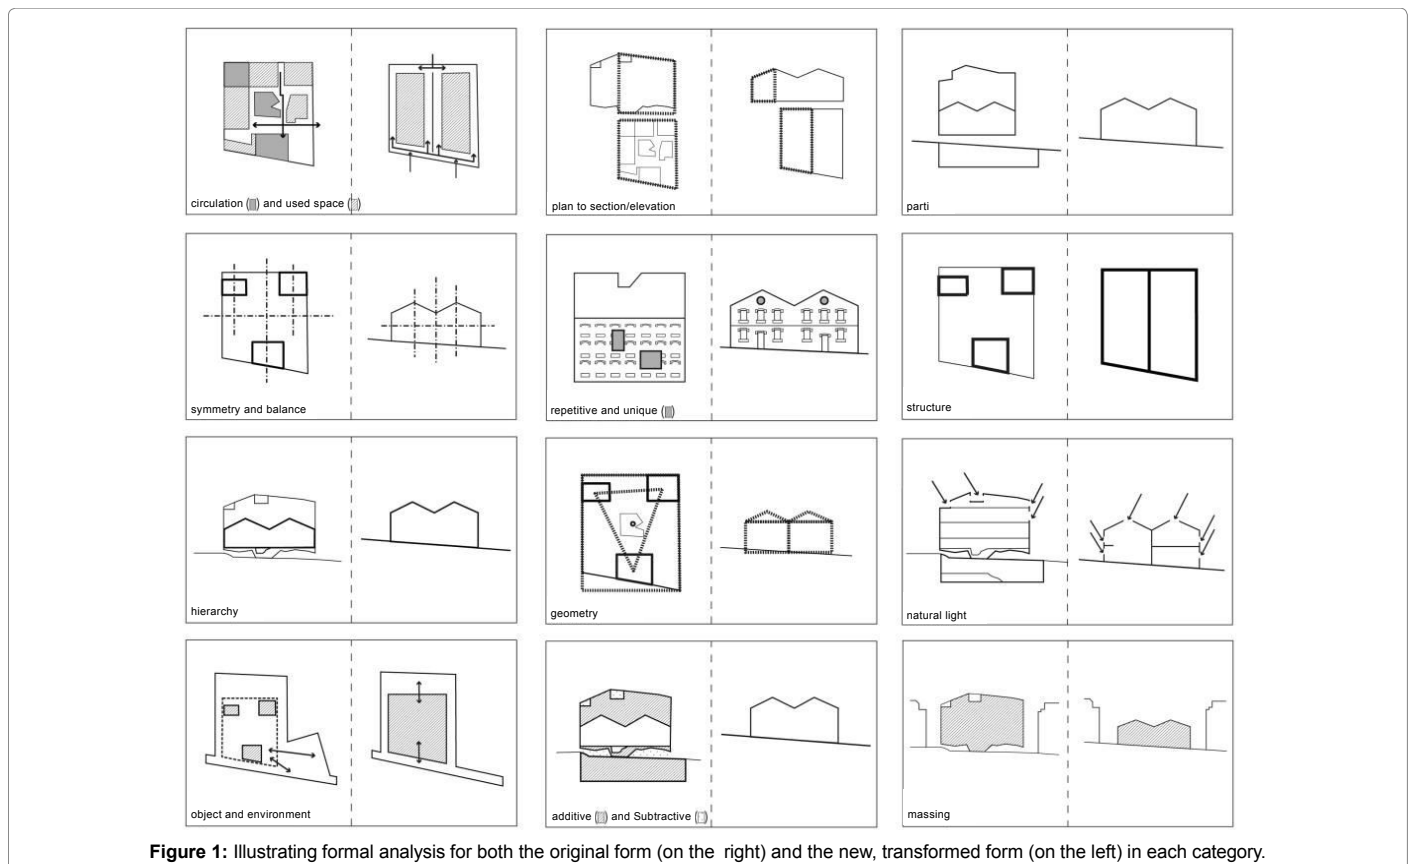 circulation ( ) and used space ( )
plan to section/elevation
parti
symmetry and balance
repetitive and unique ( )
structure
hierarchy
geometry
natural light
object and environment
additive ( ) and Subtractive ( )
massing
Figure 1: Illustrating formal analysis for both the original form (on the right) and the new, transformed form (on the left) in each category.